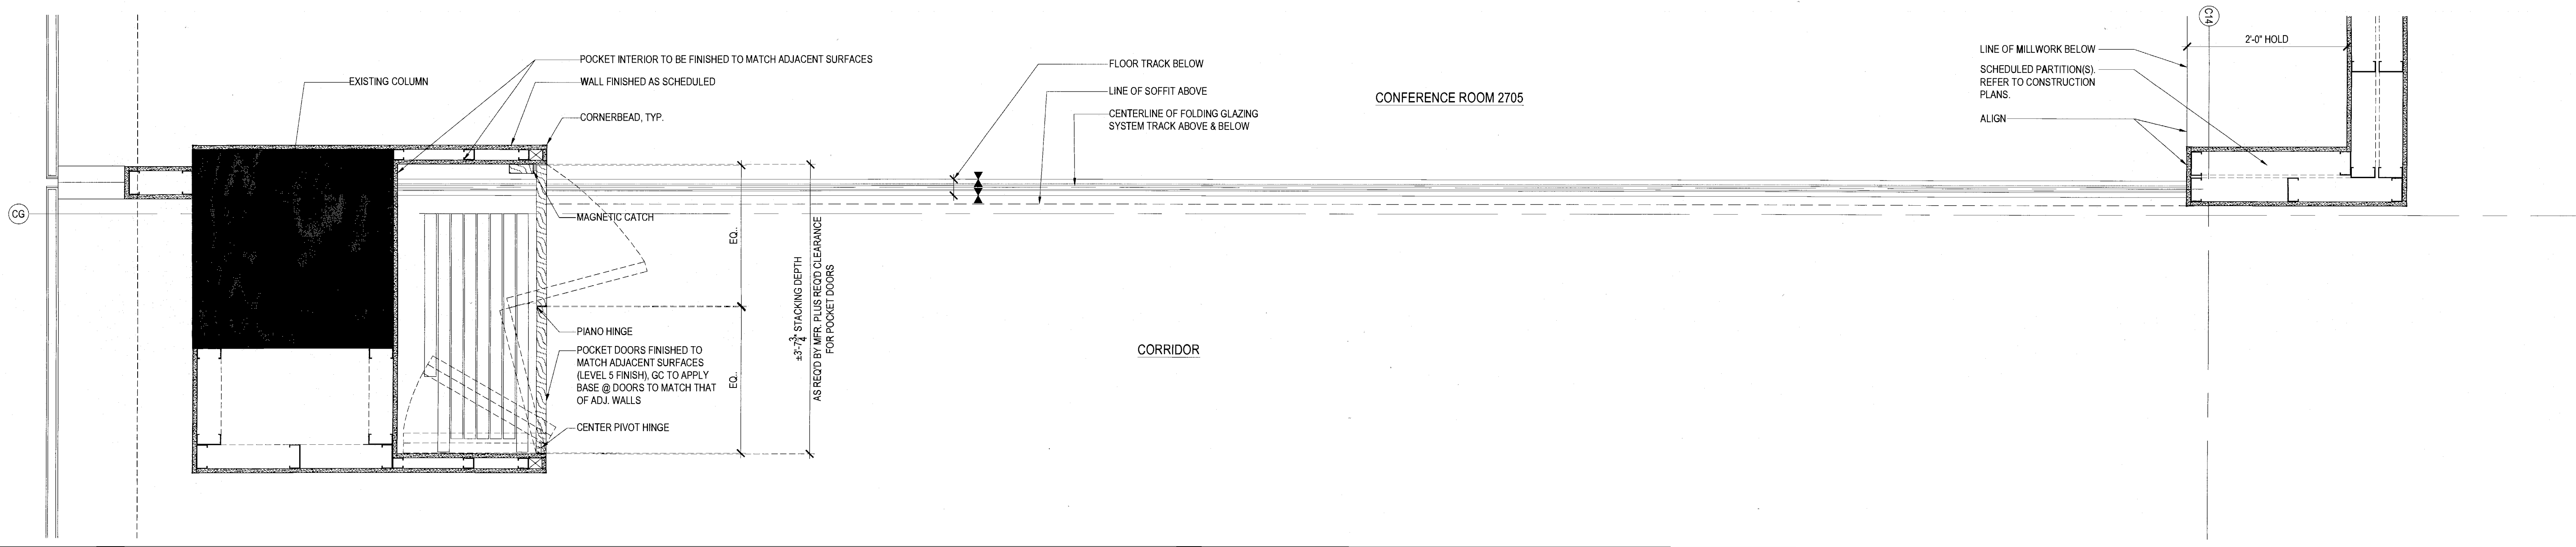 POCKET INTERIOR TO BE FINISHED TO MATCH ADJACENT SURFACES
EXISTING COLUMN
WALL FINISHED AS SCHEDULED
CORNERBEAD, TYP.
FLOOR TRACK BELOW
LINE OF SOFFIT ABOVE
CENTERLINE OF FOLDING GLAZING
SYSTEM TRACK ABOVE & BELOW
CONFERENCE ROOM 2705
C14
2'-0" HOLD
LINE OF MILLWORK BELOW
SCHEDULED PARTITION(S).
REFER TO CONSTRUCTION
PLANS.
ALIGN
CG
MAGNETIC CATCH
EQ.
EQ.
±3'-7 3/4" STACKING DEPTH
AS REQ'D BY MFR. PLUS REQ'D CLEARANCE
FOR POCKET DOORS
PIANO HINGE
POCKET DOORS FINISHED TO
MATCH ADJACENT SURFACES
(LEVEL 5 FINISH), GC TO APPLY
BASE @ DOORS TO MATCH THAT
OF ADJ. WALLS
CENTER PIVOT HINGE
CORRIDOR